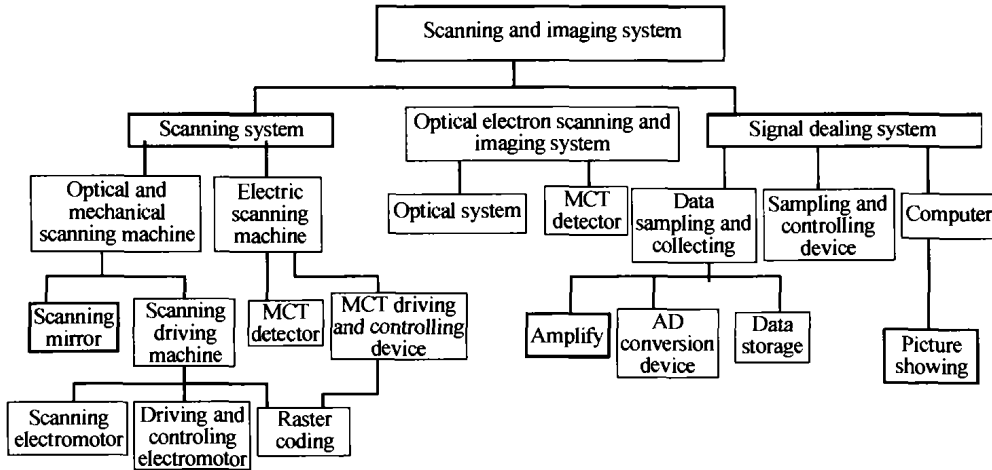 Scanning and imaging system
Scanning system
Optical electron scanning and
imaging system
Signal dealing system
Optical and
mechanical
scanning machine
Electric
scanning
machine
Optical system
MCT
detector
Data
sampling and
collecting
Sampling and
controlling
device
Computer
Scanning
mirror
Scanning
driving
machine
MCT
detector
MCT driving
and controlling
device
Amplify
AD
conversion
device
Data
storage
Picture
showing
Scanning
electromotor
Driving and
controling
electromotor
Raster
coding